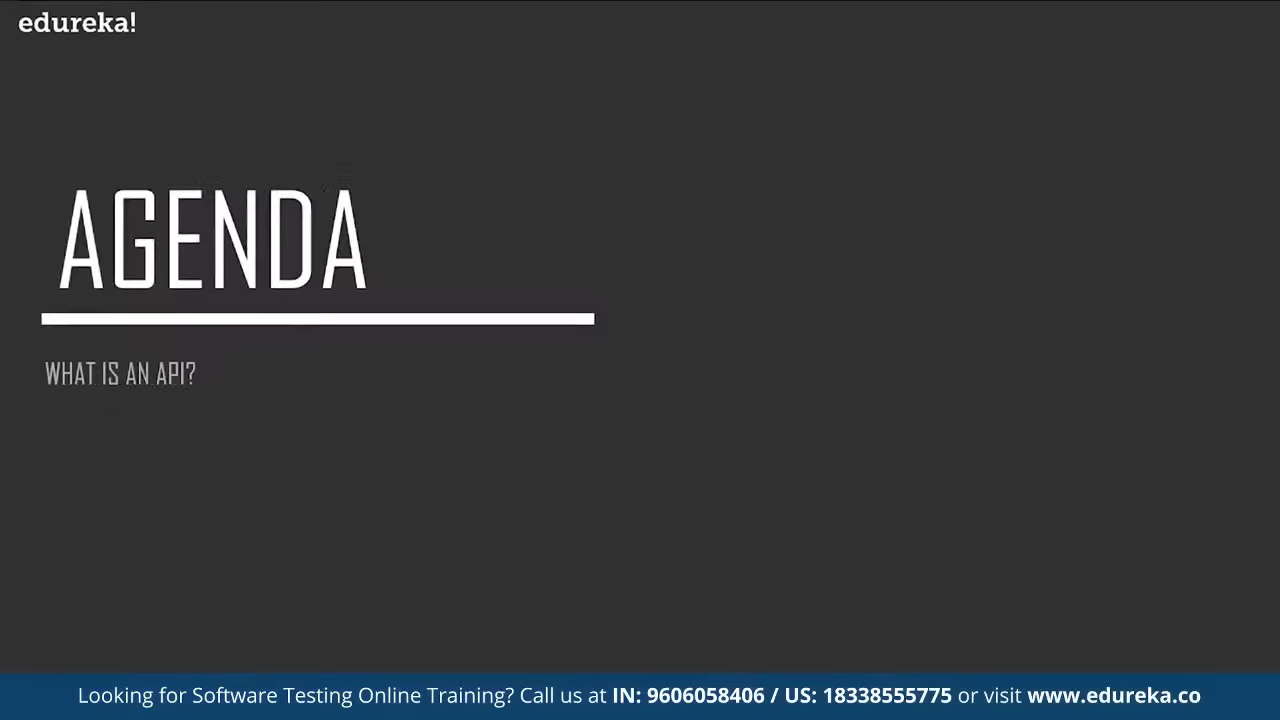 edureka!
AGENDA
WHAT IS AN API?
Looking for Software Testing Online Training? Call us at IN: 9606058406 / US: 18338555775 or visit www.edureka.co